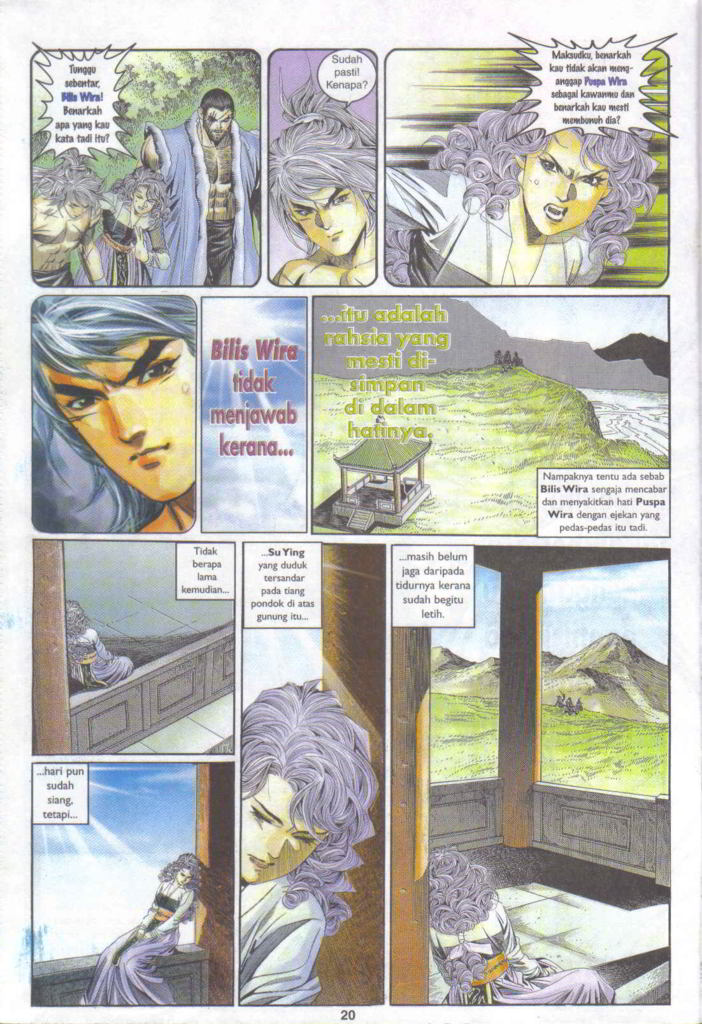 Tunggu
sebentar,
Bilis Wira!
Benarkah
apa yang kau
kata tadi itu?
Sudah
pasti!
Kenapa?
Maksudku, benarkah
kau tidak akan meng-
anggap Puspa Wira
sebagai kawanmu dan
benarkah kau mesti
membunuh dia?
Bilis Wira
tidak
menjawab
kerana...
...itu adalah
rahsia yang
mesti di-
simpan
di dalam
hatinya.
Nampaknya tentu ada sebab
Bilis Wira sengaja mencabar
dan menyakitkan hati Puspa
Wira dengan ejekan yang
pedas-pedas itu tadi.
Tidak
berapa
lama
kemudian...
...Su Ying
yang duduk
tersandar
pada tiang
pondok di atas
gunung itu...
...masih belum
jaga daripada
tidurnya kerana
sudah begitu
letih.
...hari pun
sudah
siang,
tetapi...
20